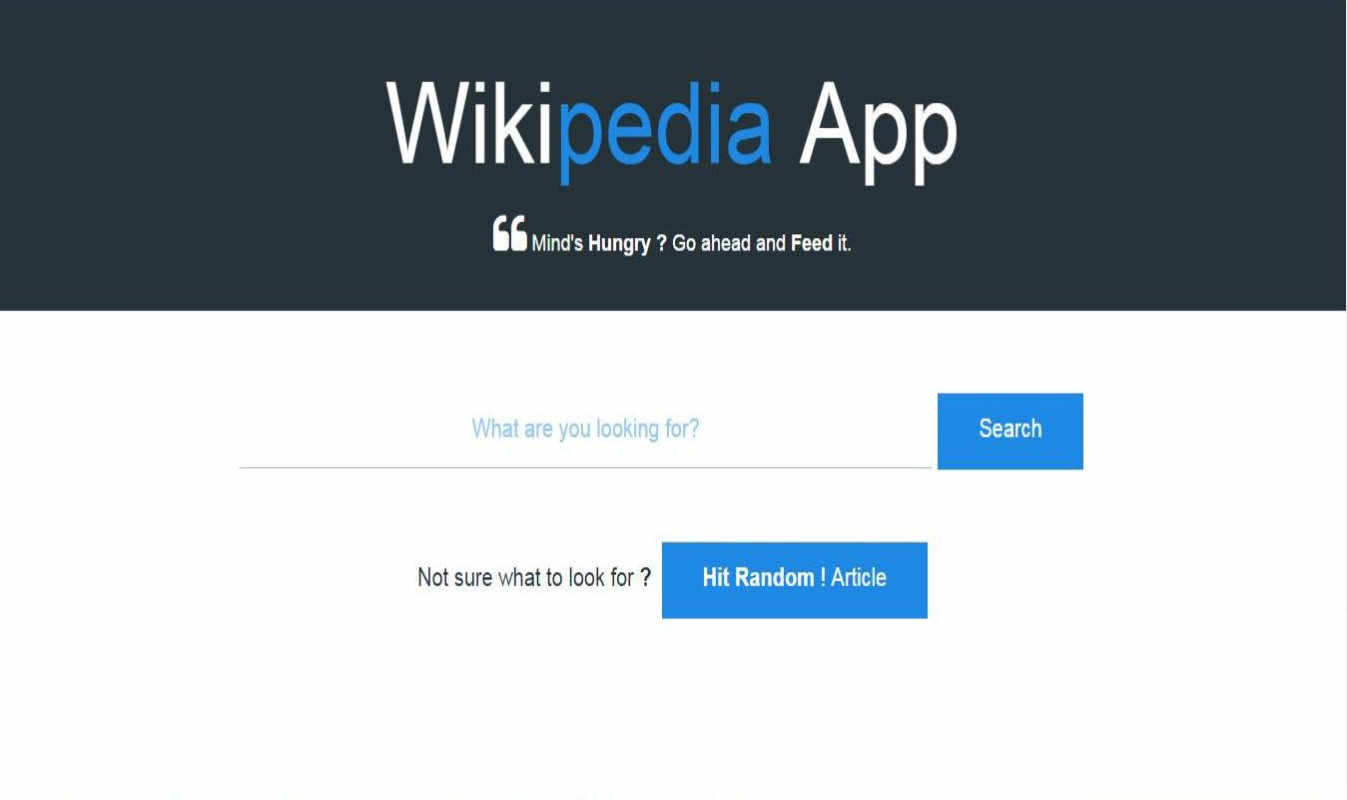 Wikipedia App
Mind's Hungry ? Go ahead and Feed it.
What are you looking for? Search
Not sure what to look for ? Hit Random ! Article